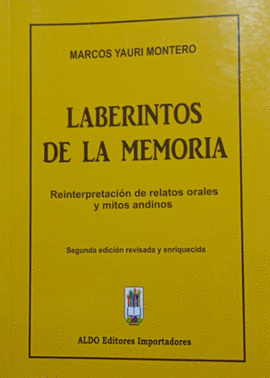 MARCOS YAURI MONTERO
LABERINTOS
DE LA MEMORIA
Reinterpretación de relatos orales
y mitos andinos
Segunda edición revisada y enriquecida
ALDO Editores Importadores